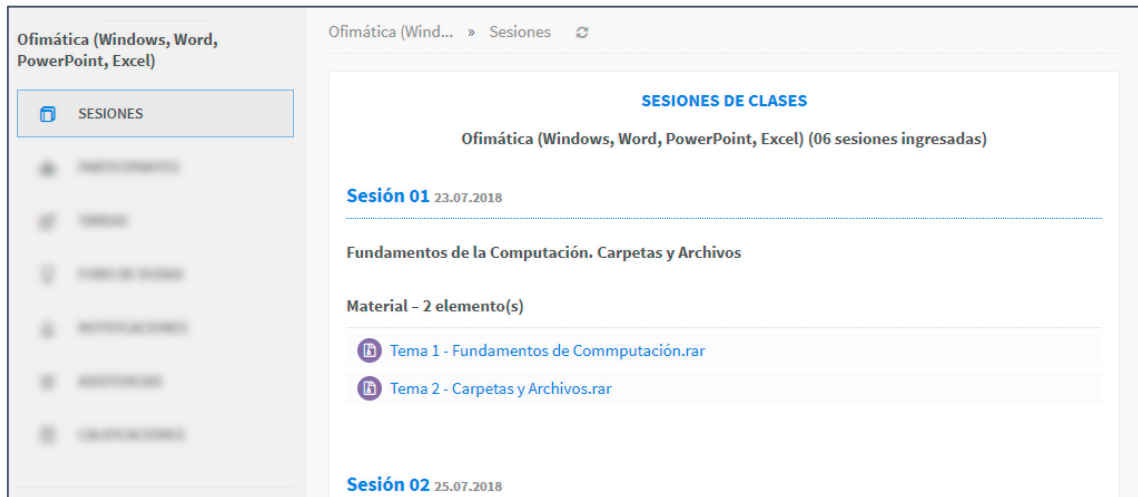 Ofimática (Windows, Word,
PowerPoint, Excel)
SESIONES
Ofimática (Wind... » Sesiones
SESIONES DE CLASES
Ofimática (Windows, Word, PowerPoint, Excel) (06 sesiones ingresadas)
Sesión 01 23.07.2018
Fundamentos de la Computación. Carpetas y Archivos
Material – 2 elemento(s)
Tema 1 - Fundamentos de Commputación.rar
Tema 2 - Carpetas y Archivos.rar
Sesión 02 25.07.2018